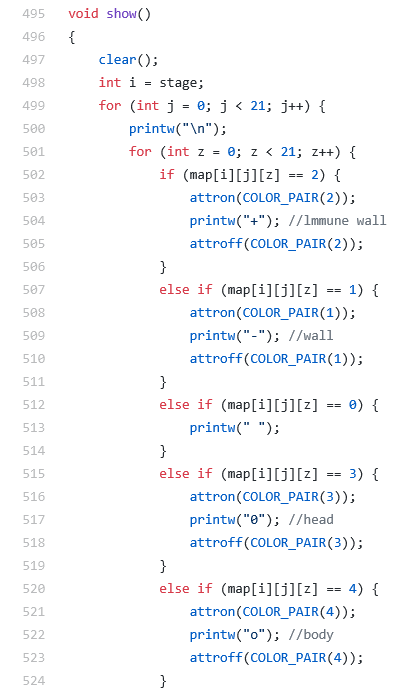 495 void show()
496 {
497     clear();
498     int i = stage;
499     for (int j = 0; j < 21; j++) {
500         printw("\n");
501         for (int z = 0; z < 21; z++) {
502             if (map[i][j][z] == 2) {
503                 attron(COLOR_PAIR(2));
504                 printw("+"); //lmmune wall
505                 attroff(COLOR_PAIR(2));
506             }
507             else if (map[i][j][z] == 1) {
508                 attron(COLOR_PAIR(1));
509                 printw("-"); //wall
510                 attroff(COLOR_PAIR(1));
511             }
512             else if (map[i][j][z] == 0) {
513                 printw(" ");
514             }
515             else if (map[i][j][z] == 3) {
516                 attron(COLOR_PAIR(3));
517                 printw("0"); //head
518                 attroff(COLOR_PAIR(3));
519             }
520             else if (map[i][j][z] == 4) {
521                 attron(COLOR_PAIR(4));
522                 printw("o"); //body
523                 attroff(COLOR_PAIR(4));
524             }